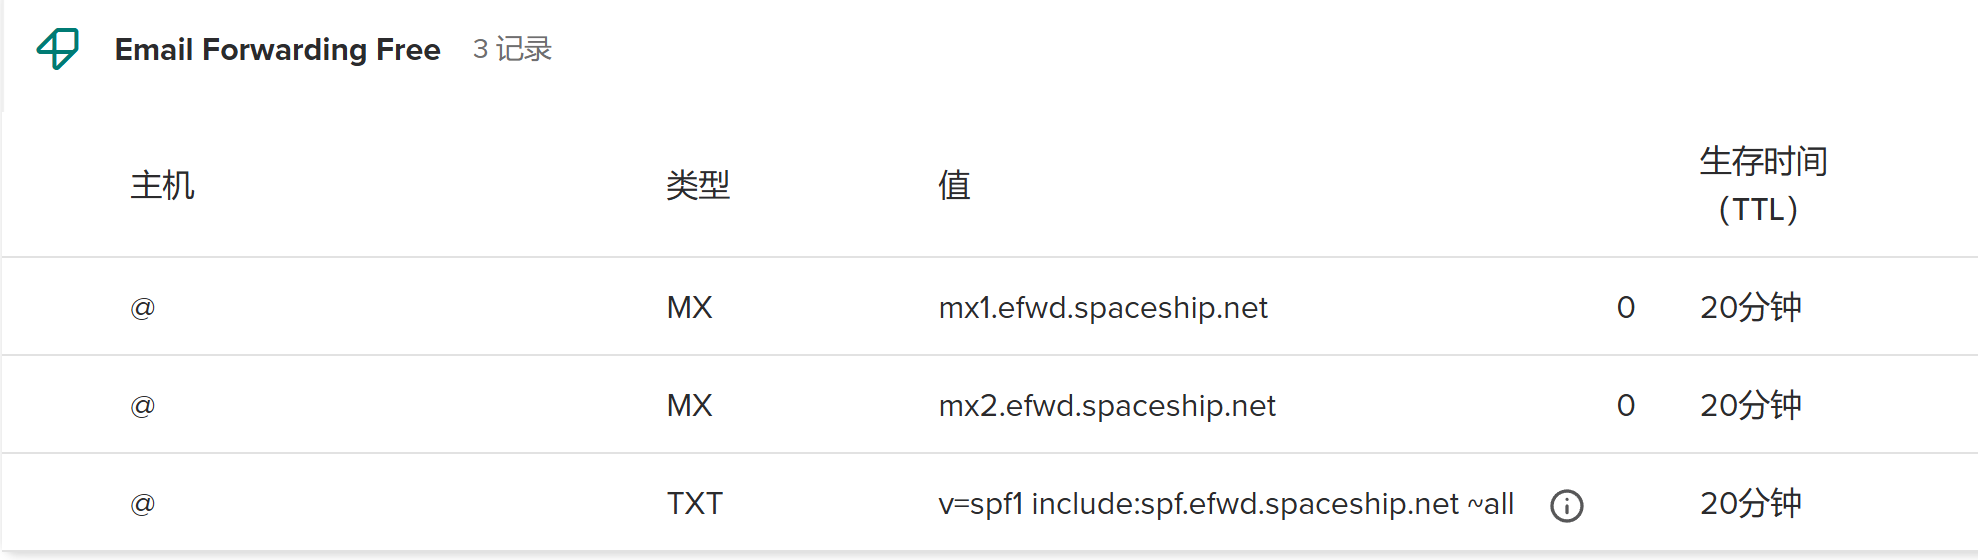 Email Forwarding Free 3 记录
主机 类型 值 生存时间
（TTL）
@ MX mx1.efwd.spaceship.net 0 20分钟
@ MX mx2.efwd.spaceship.net 0 20分钟
@ TXT v=spf1 include:spf.efwd.spaceship.net ~all 20分钟